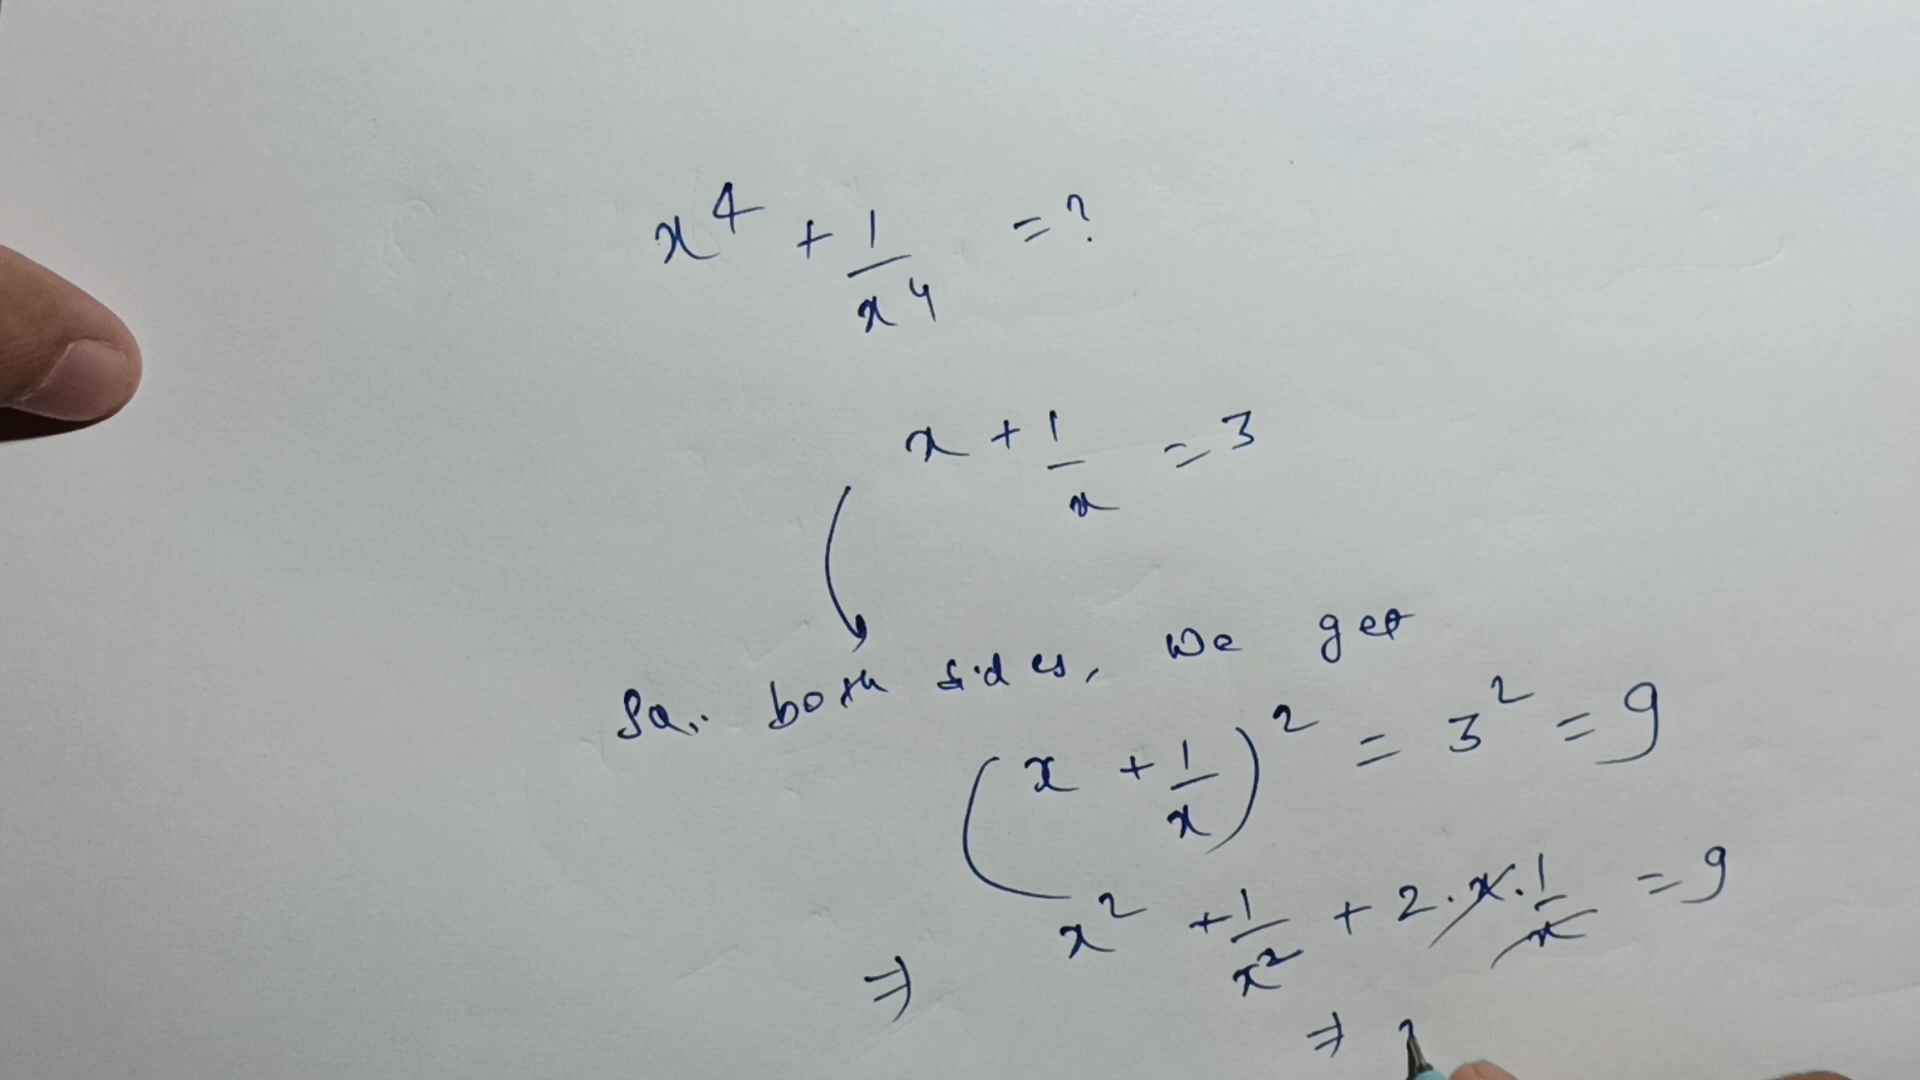 x⁴ + 1/x⁴ = ?
x + 1/x = 3
Sq. both sides, we get
(x + 1/x)² = 3² = 9
⇒ x² + 1/x² + 2·x·1/x = 9
⇒